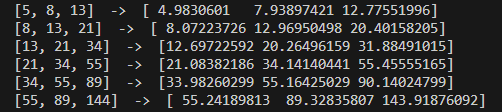 [5, 8, 13]  ->  [ 4.9830601   7.93897421 12.77551996]
[8, 13, 21]  ->  [ 8.07223726 12.96950498 20.40158205]
[13, 21, 34]  ->  [12.69722592 20.26496159 31.88491015]
[21, 34, 55]  ->  [21.08382186 34.14140441 55.45555165]
[34, 55, 89]  ->  [33.98260299 55.16425029 90.14024799]
[55, 89, 144]  ->  [ 55.24189813  89.32835807 143.91876092]